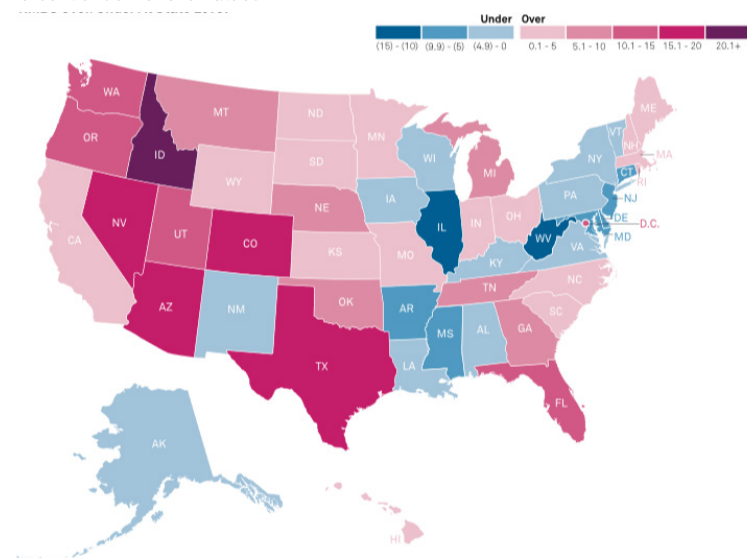 Under Over
(15) - (10) (9.9) - (5) (4.9) - 0 0.1 - 5 5.1 - 10 10.1 - 15 15.1 - 20 20.1+
WA
MT
ND
MN
ME
OR
ID
SD
WI
VT
NH
NY
MA
WY
MI
CT
RI
NE
IA
PA
NJ
NV
UT
CO
IL
IN
OH
DE
D.C.
CA
KS
MO
WV
MD
VA
KY
AZ
NM
OK
AR
TN
NC
SC
MS
AL
GA
TX
LA
FL
AK
HI